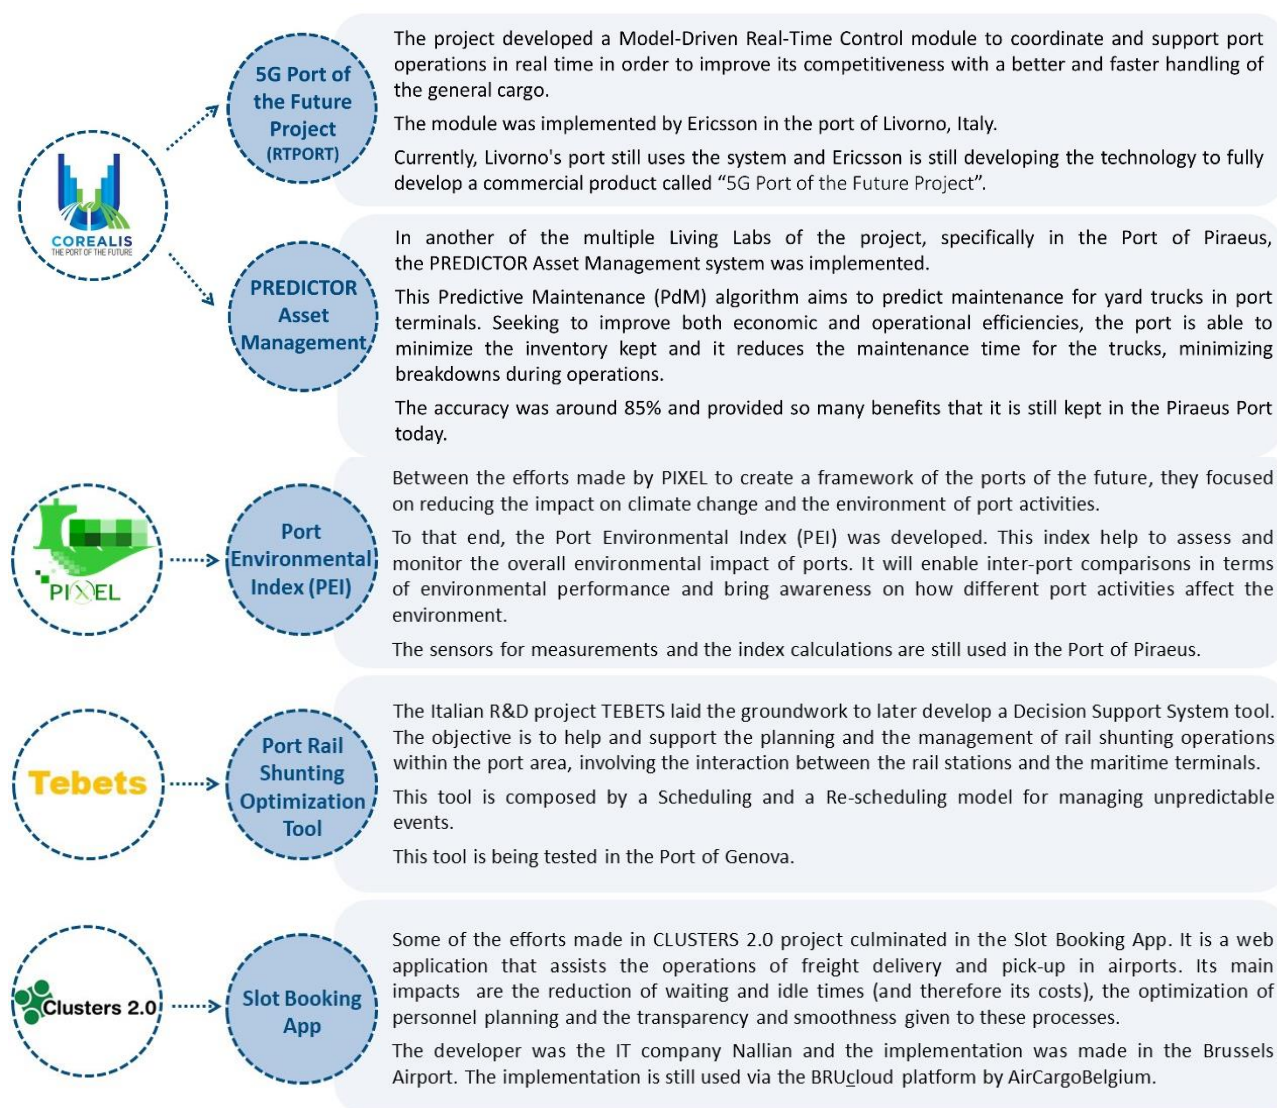 5G Port of
the Future
Project
(RTPORT)
The project developed a Model-Driven Real-Time Control module to coordinate and support port
operations in real time in order to improve its competitiveness with a better and faster handling of
the general cargo.
The module was implemented by Ericsson in the port of Livorno, Italy.
Currently, Livorno's port still uses the system and Ericsson is still developing the technology to fully
develop a commercial product called “5G Port of the Future Project”.
COREALIS
THE PORT OF THE FUTURE
PREDICTOR
Asset
Management
In another of the multiple Living Labs of the project, specifically in the Port of Piraeus,
the PREDICTOR Asset Management system was implemented.
This Predictive Maintenance (PdM) algorithm aims to predict maintenance for yard trucks in port
terminals. Seeking to improve both economic and operational efficiencies, the port is able to
minimize the inventory kept and it reduces the maintenance time for the trucks, minimizing
breakdowns during operations.
The accuracy was around 85% and provided so many benefits that it is still kept in the Piraeus Port
today.
PIXEL
Port
Environmental
Index (PEI)
Between the efforts made by PIXEL to create a framework of the ports of the future, they focused
on reducing the impact on climate change and the environment of port activities.
To that end, the Port Environmental Index (PEI) was developed. This index help to assess and
monitor the overall environmental impact of ports. It will enable inter-port comparisons in terms
of environmental performance and bring awareness on how different port activities affect the
environment.
The sensors for measurements and the index calculations are still used in the Port of Piraeus.
Tebets
Port Rail
Shunting
Optimization
Tool
The Italian R&D project TEBETS laid the groundwork to later develop a Decision Support System tool.
The objective is to help and support the planning and the management of rail shunting operations
within the port area, involving the interaction between the rail stations and the maritime terminals.
This tool is composed by a Scheduling and a Re-scheduling model for managing unpredictable
events.
This tool is being tested in the Port of Genova.
Clusters 2.0
Slot Booking
App
Some of the efforts made in CLUSTERS 2.0 project culminated in the Slot Booking App. It is a web
application that assists the operations of freight delivery and pick-up in airports. Its main
impacts are the reduction of waiting and idle times (and therefore its costs), the optimization of
personnel planning and the transparency and smoothness given to these processes.
The developer was the IT company Nallian and the implementation was made in the Brussels
Airport. The implementation is still used via the BRUcloud platform by AirCargoBelgium.